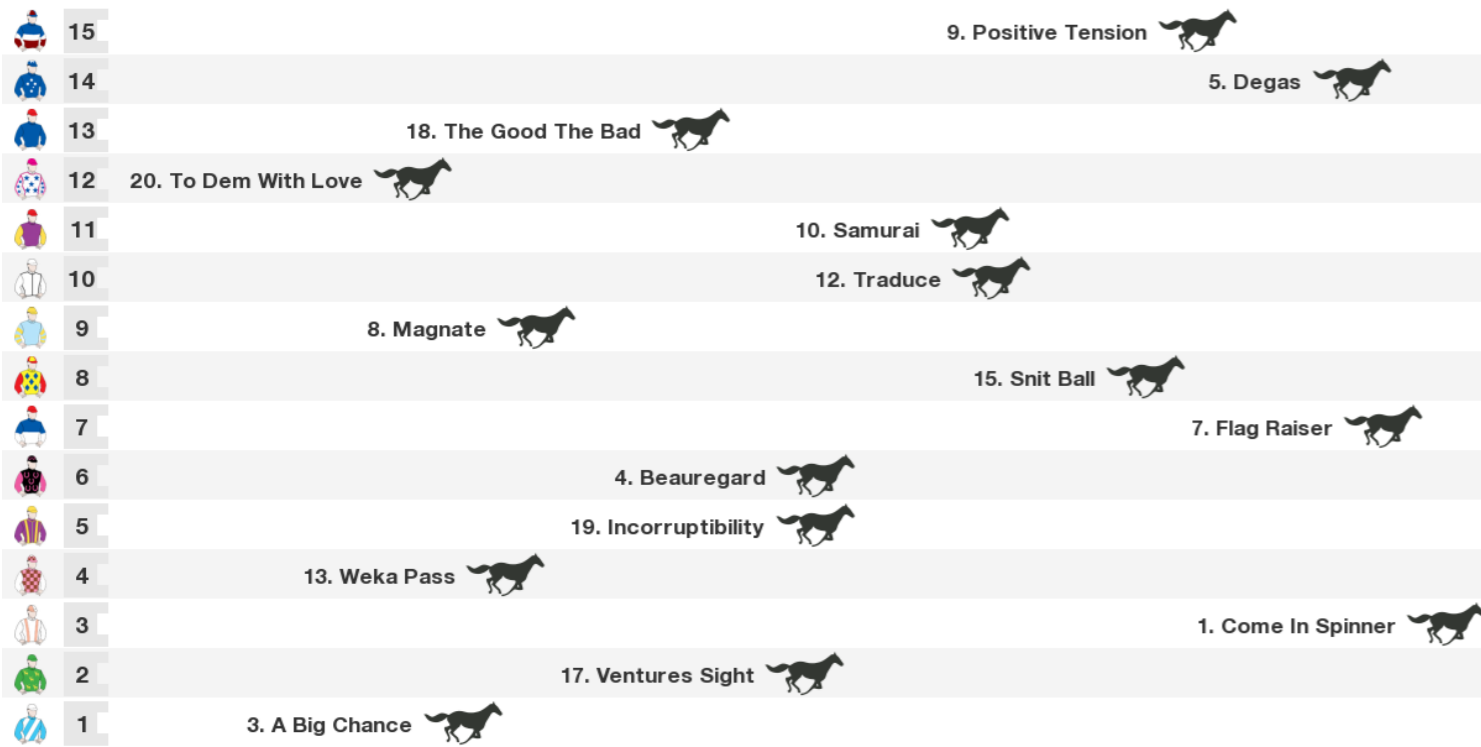 15 9. Positive Tension
14 5. Degas
13 18. The Good The Bad
12 20. To Dem With Love
11 10. Samurai
10 12. Traduce
9 8. Magnate
8 15. Snit Ball
7 7. Flag Raiser
6 4. Beauregard
5 19. Incorruptibility
4 13. Weka Pass
3 1. Come In Spinner
2 17. Ventures Sight
1 3. A Big Chance